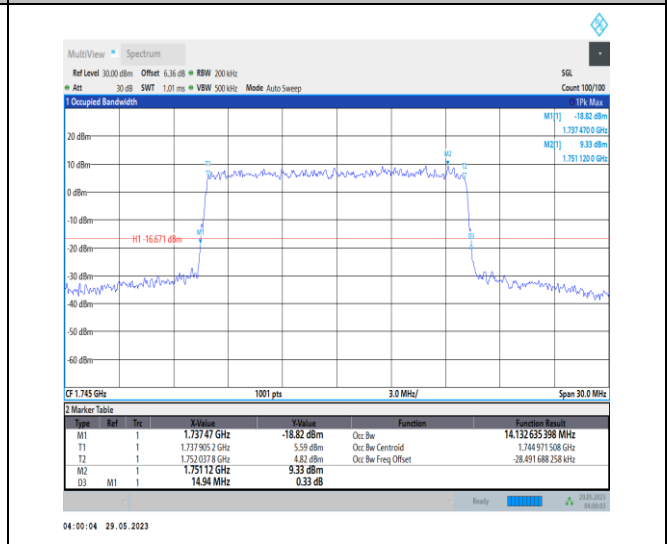 MultiView Spectrum
Ref Level 30.00 dBm Offset 6.36 dB RBW 200 kHz SGL
Att 30 dB SWT 1.01 ms VBW 500 kHz Mode Auto Sweep Count 100/100
1 Occupied Bandwidth 1Pk Max
M1[1] -18.82 dBm
1.737 470 0 GHz
M2[1] 9.33 dBm
1.751 120 0 GHz
20 dBm
M2
T1 T2
10 dBm
0 dBm
-10 dBm
M1 D3
H1 -16.671 dBm
-20 dBm
-30 dBm
-40 dBm
-50 dBm
-60 dBm
CF 1.745 GHz 1001 pts 3.0 MHz/ Span 30.0 MHz
2 Marker Table
Type Ref Trc X-Value Y-Value Function Function Result
M1 1 1.737 47 GHz -18.82 dBm Occ Bw 14.132 635 398 MHz
T1 1 1.737 905 2 GHz 5.59 dBm Occ Bw Centroid 1.744 971 508 GHz
T2 1 1.752 037 8 GHz 4.82 dBm Occ Bw Freq Offset -28.491 688 258 kHz
M2 1 1.751 12 GHz 9.33 dBm
D3 M1 1 14.94 MHz 0.33 dB
Ready 29.05.2023
04:00:03
04:00:04 29.05.2023